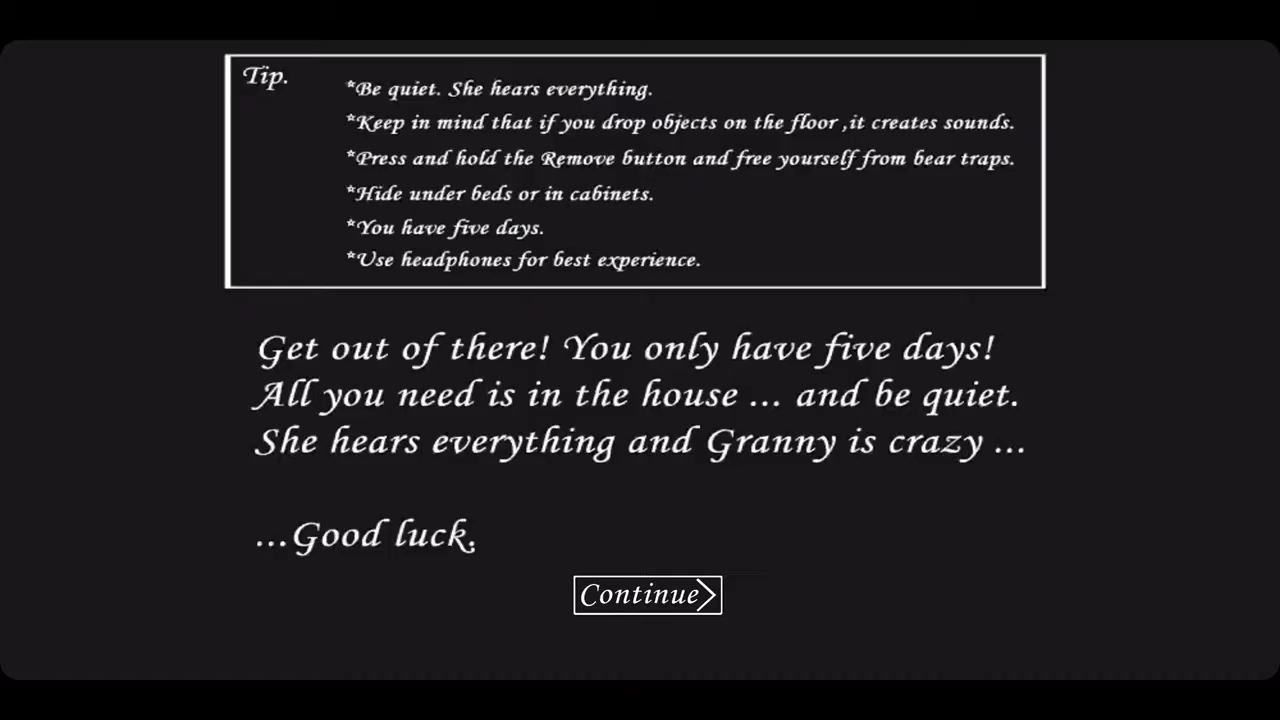 Tip.
*Be quiet. She hears everything.
*Keep in mind that if you drop objects on the floor ,it creates sounds.
*Press and hold the Remove button and free yourself from bear traps.
*Hide under beds or in cabinets.
*You have five days.
*Use headphones for best experience.
Get out of there! You only have five days!
All you need is in the house ... and be quiet.
She hears everything and Granny is crazy ...
...Good luck.
Continue>